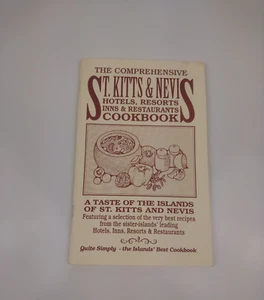 THE COMPREHENSIVE
ST. KITTS & NEVIS
HOTELS, RESORTS
INNS & RESTAURANTS
COOKBOOK
A TASTE OF THE ISLANDS
OF ST. KITTS AND NEVIS
Featuring a selection of the very best recipes
from the sister-islands' leading
Hotels, Inns, Resorts & Restaurants
Quite Simply - the Islands' Best Cookbook